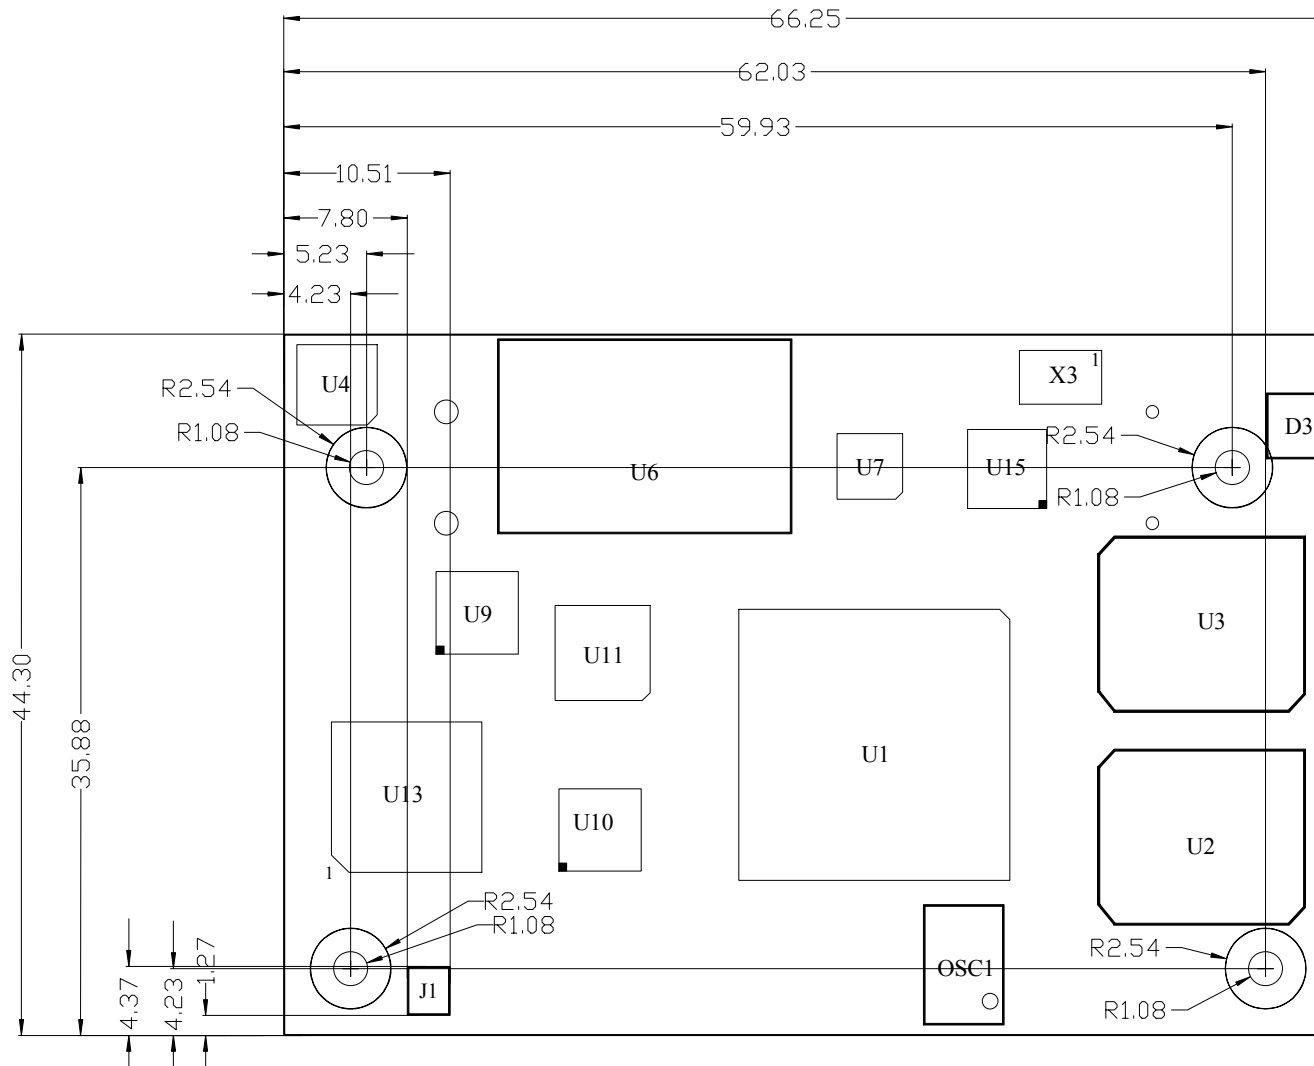 66.25
62.03
59.93
10.51
7.80
5.23
4.23
R2.54
R1.08
U4
U6
U7
U15
X3
1
R2.54
R1.08
D3
U9
U11
U3
U1
44.30
35.88
U13
1
U10
U2
R2.54
R1.08
4.37
4.23
1.27
J1
OSC1
R2.54
R1.08